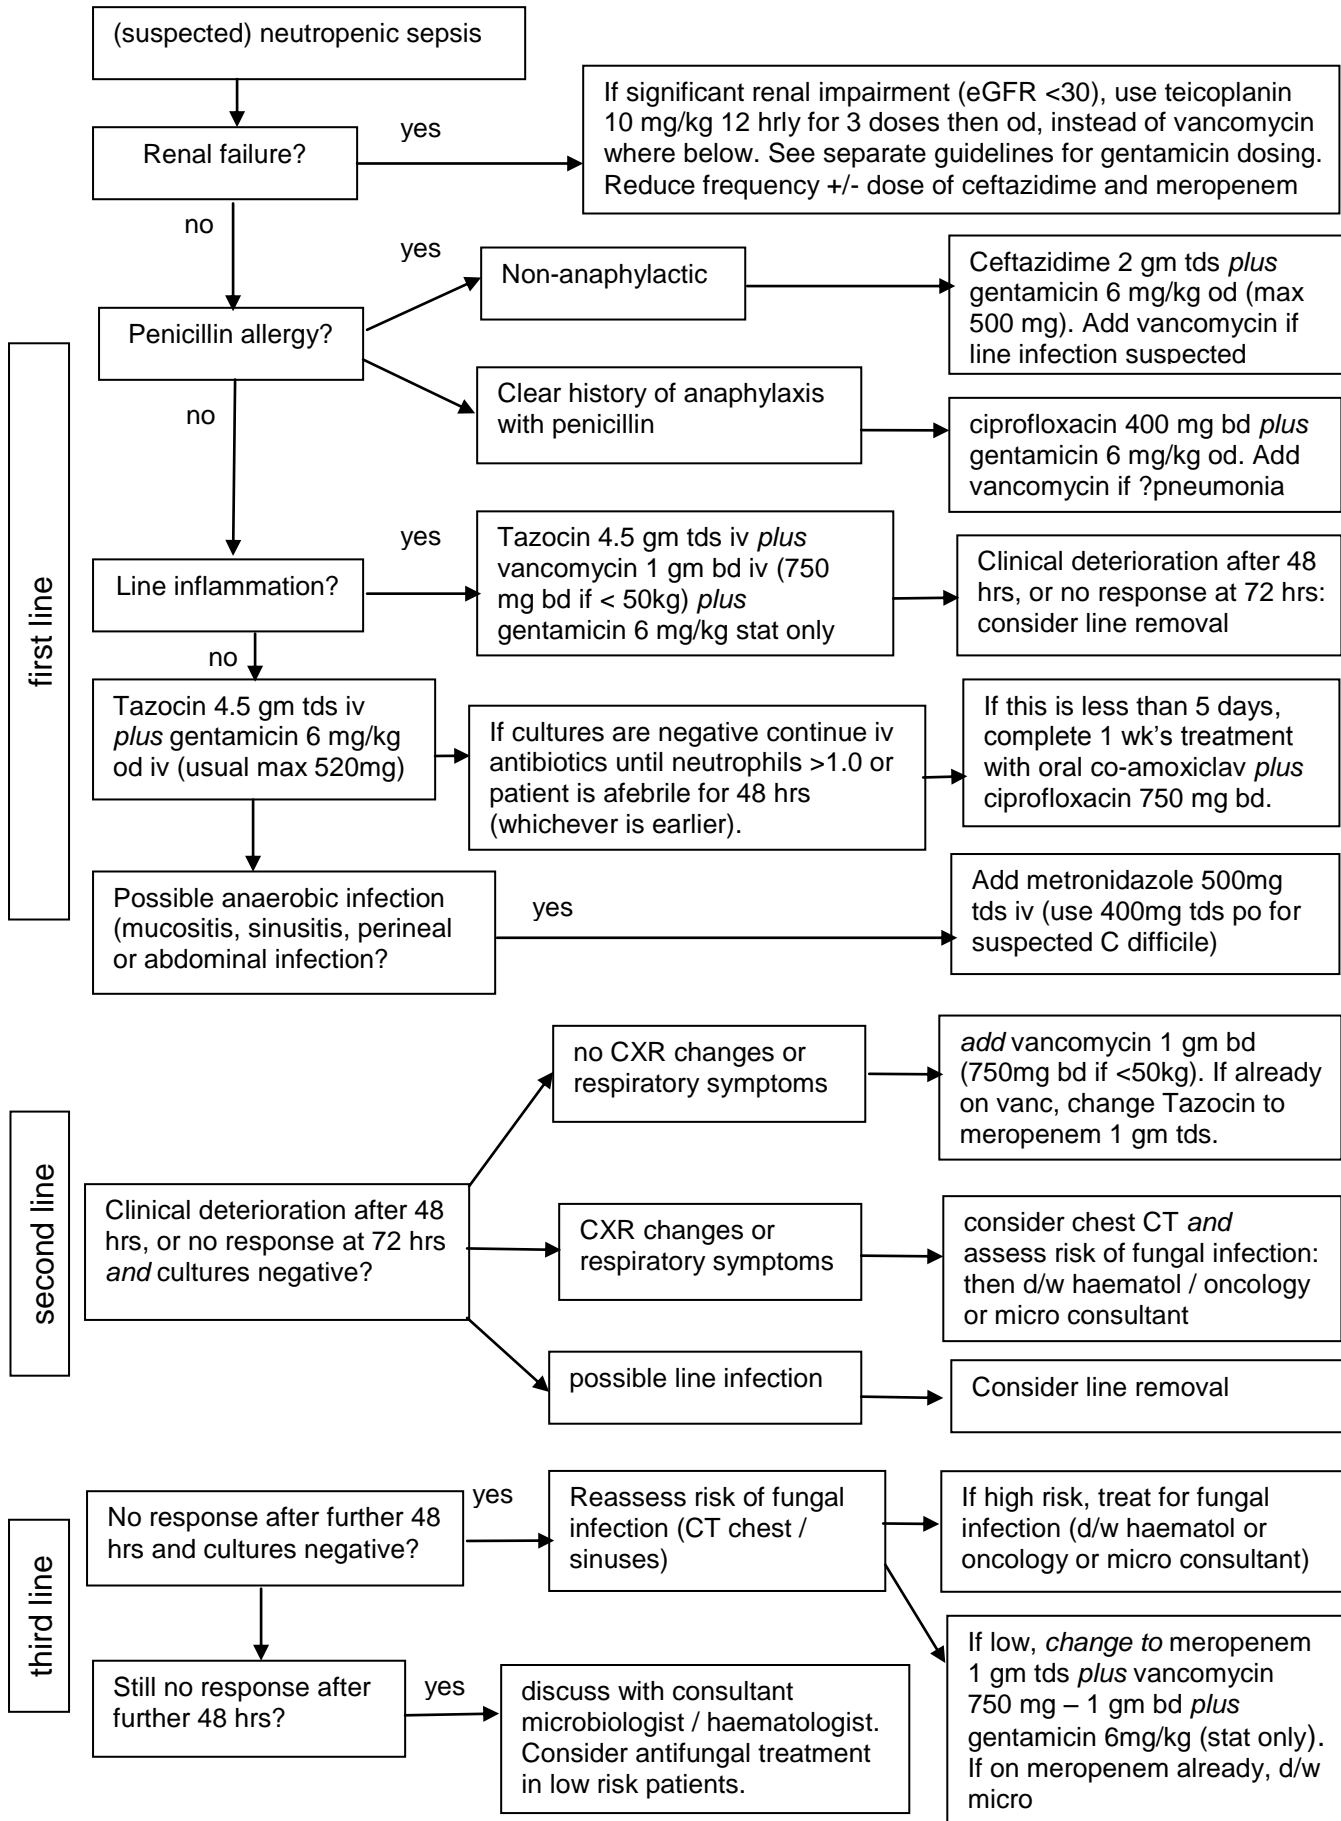 (suspected) neutropenic sepsis
Renal failure?
yes
If significant renal impairment (eGFR <30), use teicoplanin
10 mg/kg 12 hrly for 3 doses then od, instead of vancomycin
where below. See separate guidelines for gentamicin dosing.
Reduce frequency +/- dose of ceftazidime and meropenem
no
first line
Penicillin allergy?
yes
Non-anaphylactic
Ceftazidime 2 gm tds plus
gentamicin 6 mg/kg od (max
500 mg). Add vancomycin if
line infection suspected
Clear history of anaphylaxis
with penicillin
ciprofloxacin 400 mg bd plus
gentamicin 6 mg/kg od. Add
vancomycin if ?pneumonia
no
Line inflammation?
yes
Tazocin 4.5 gm tds iv plus
vancomycin 1 gm bd iv (750
mg bd if < 50kg) plus
gentamicin 6 mg/kg stat only
Clinical deterioration after 48
hrs, or no response at 72 hrs:
consider line removal
no
Tazocin 4.5 gm tds iv
plus gentamicin 6 mg/kg
od iv (usual max 520mg)
If cultures are negative continue iv
antibiotics until neutrophils >1.0 or
patient is afebrile for 48 hrs
(whichever is earlier).
If this is less than 5 days,
complete 1 wk's treatment
with oral co-amoxiclav plus
ciprofloxacin 750 mg bd.
Possible anaerobic infection
(mucositis, sinusitis, perineal
or abdominal infection?
yes
Add metronidazole 500mg
tds iv (use 400mg tds po for
suspected C difficile)
second line
Clinical deterioration after 48
hrs, or no response at 72 hrs
and cultures negative?
no CXR changes or
respiratory symptoms
add vancomycin 1 gm bd
(750mg bd if <50kg). If already
on vanc, change Tazocin to
meropenem 1 gm tds.
CXR changes or
respiratory symptoms
consider chest CT and
assess risk of fungal infection:
then d/w haematol / oncology
or micro consultant
possible line infection
Consider line removal
third line
No response after further 48
hrs and cultures negative?
yes
Reassess risk of fungal
infection (CT chest /
sinuses)
If high risk, treat for fungal
infection (d/w haematol or
oncology or micro consultant)
If low, change to meropenem
1 gm tds plus vancomycin
750 mg – 1 gm bd plus
gentamicin 6mg/kg (stat only).
If on meropenem already, d/w
micro
Still no response after
further 48 hrs?
yes
discuss with consultant
microbiologist / haematologist.
Consider antifungal treatment
in low risk patients.